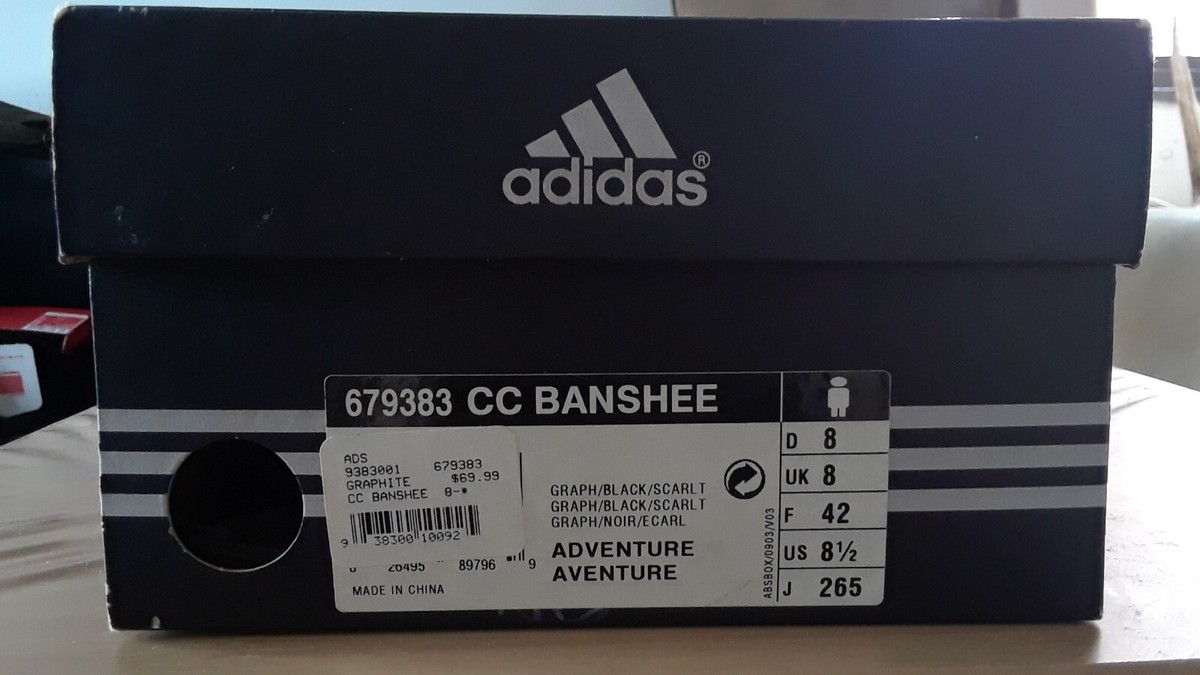 adidas®
679383 CC BANSHEE
ADS
9383001 679383
GRAPHITE $69.99
CC BANSHEE 8-*
9 38300 10092
26495 89796 9
MADE IN CHINA
GRAPH/BLACK/SCARLT
GRAPH/BLACK/SCARLT
GRAPH/NOIR/ECARL
ADVENTURE
AVENTURE
ABSBOX/0903/V03
D 8
UK 8
F 42
US 8½
J 265